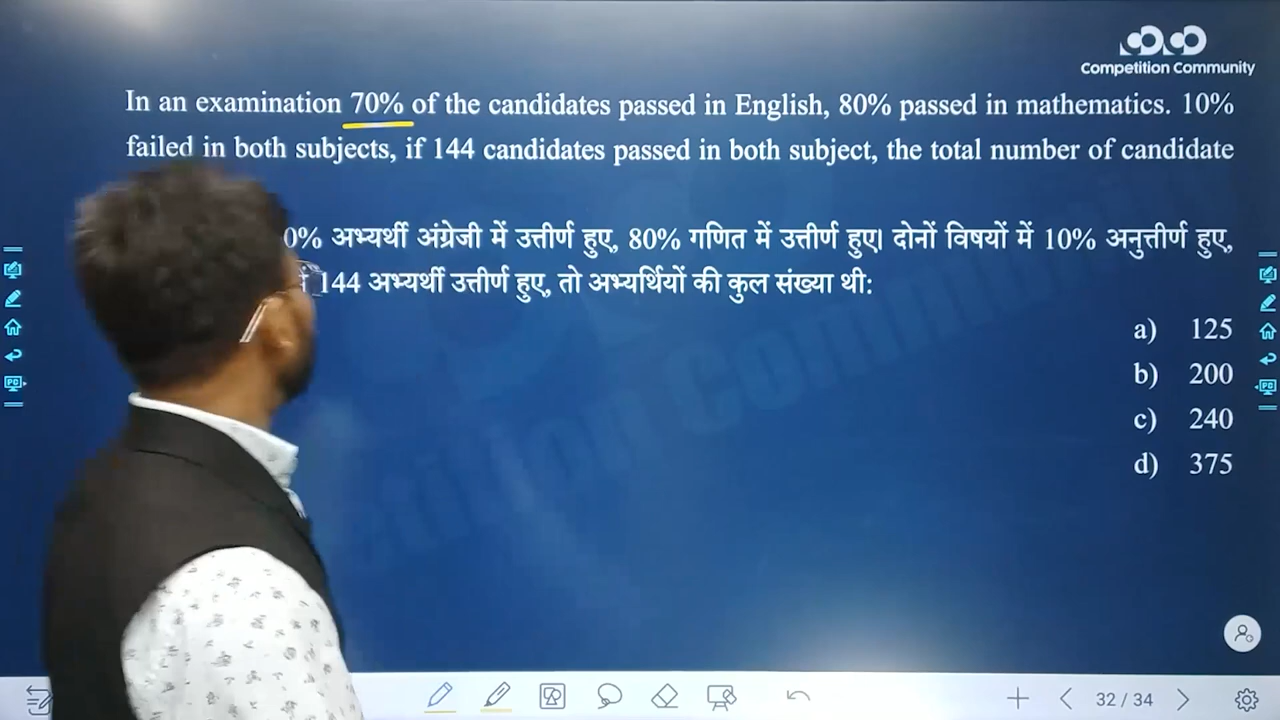 Competition Community
In an examination 70% of the candidates passed in English, 80% passed in mathematics. 10%
failed in both subjects, if 144 candidates passed in both subject, the total number of candidate
0% अभ्यर्थी अंग्रेजी में उत्तीर्ण हुए, 80% गणित में उत्तीर्ण हुए। दोनों विषयों में 10% अनुत्तीर्ण हुए,
144 अभ्यर्थी उत्तीर्ण हुए, तो अभ्यर्थियों की कुल संख्या थी:
a) 125
b) 200
c) 240
d) 375
32 / 34